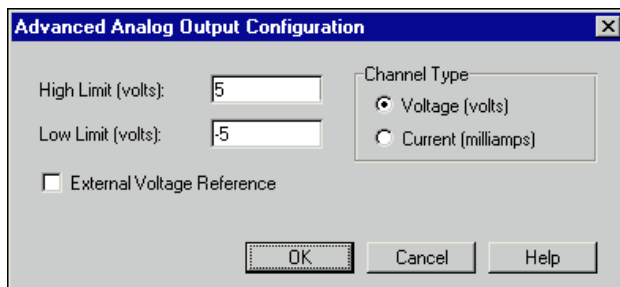 Advanced Analog Output Configuration
High Limit (volts): 5
Low Limit (volts): -5
External Voltage Reference
Channel Type
Voltage (volts)
Current (milliamps)
OK Cancel Help